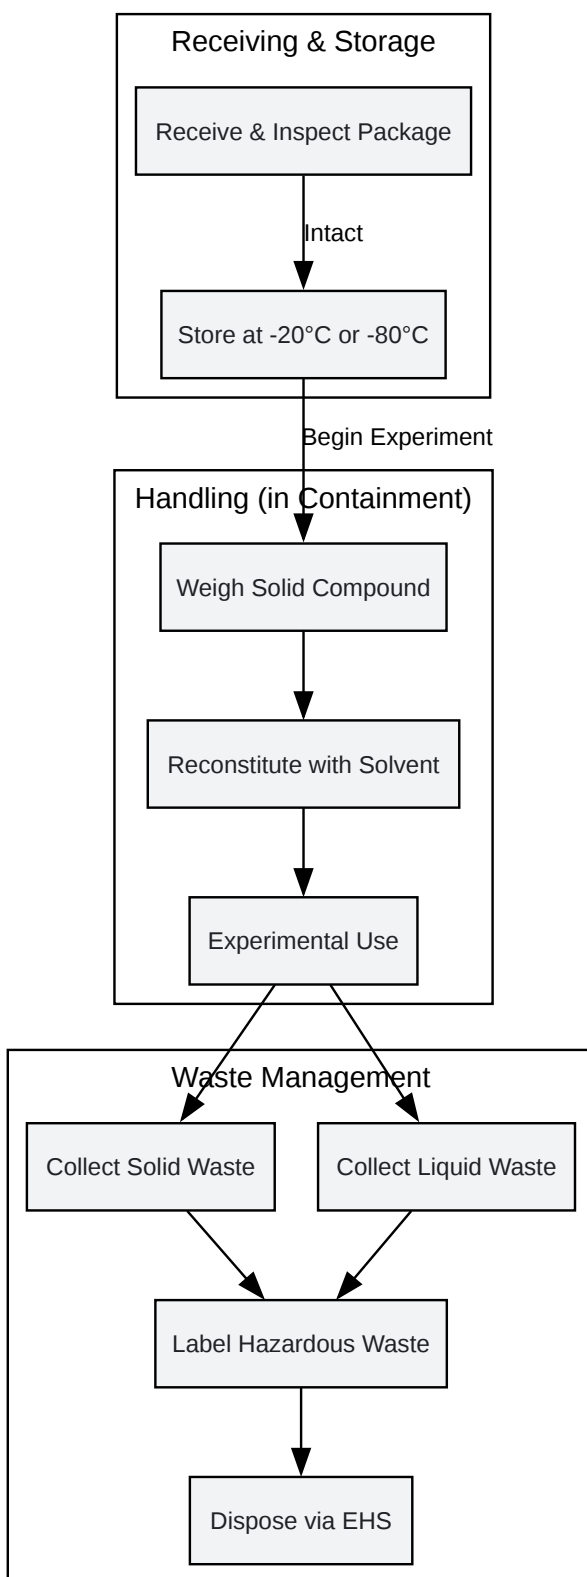 Receiving & Storage
Receive & Inspect Package
Intact
Store at -20°C or -80°C
Begin Experiment
Handling (in Containment)
Weigh Solid Compound
Reconstitute with Solvent
Experimental Use
Waste Management
Collect Solid Waste
Collect Liquid Waste
Label Hazardous Waste
Dispose via EHS